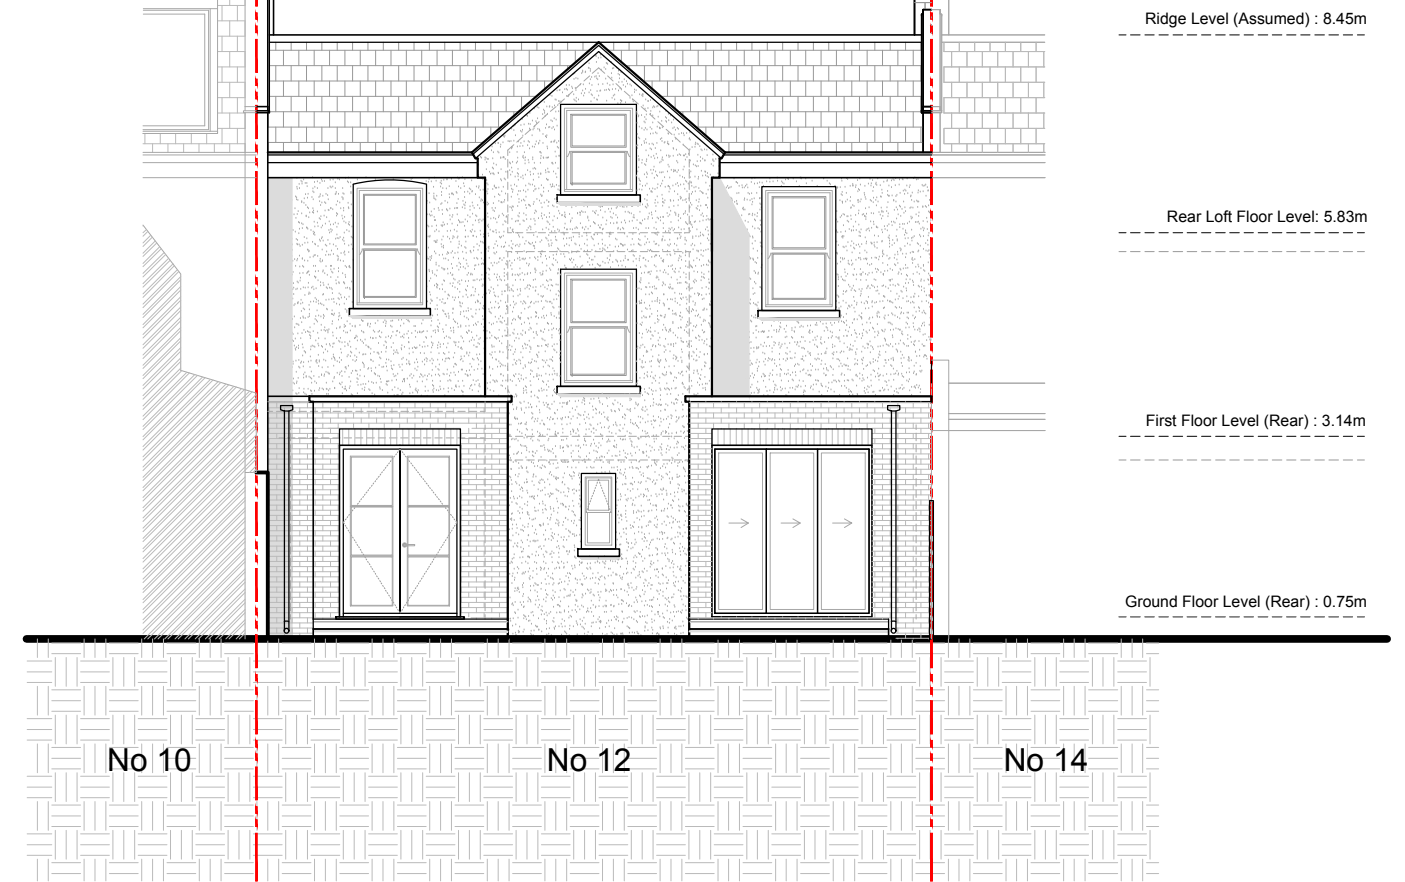 Ridge Level (Assumed) : 8.45m
Rear Loft Floor Level: 5.83m
First Floor Level (Rear) : 3.14m
Ground Floor Level (Rear) : 0.75m
No 10
No 12
No 14